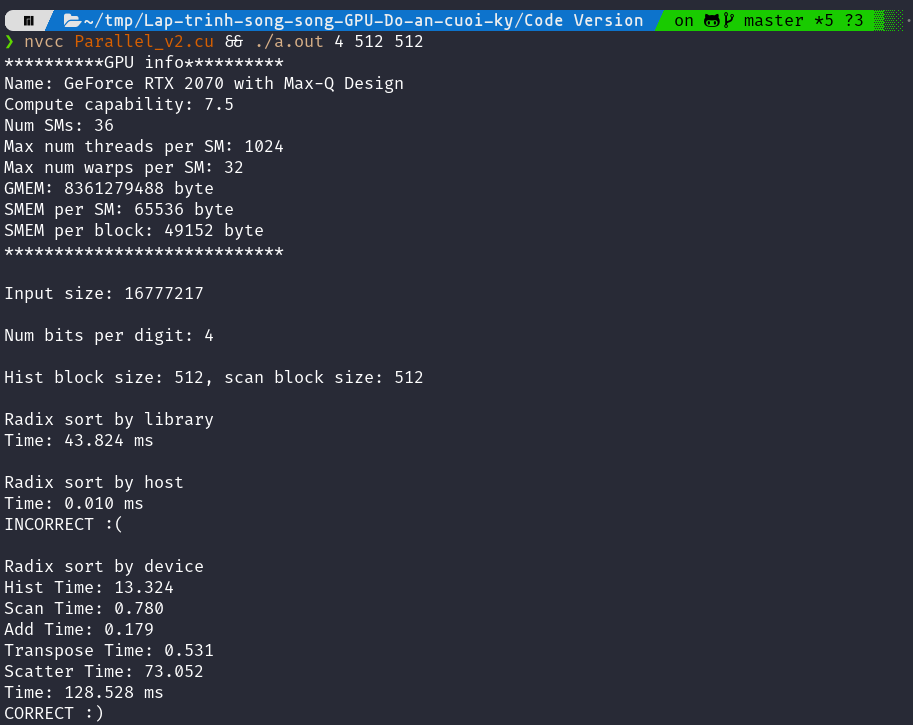 ~/tmp/Lap-trinh-song-song-GPU-Do-an-cuoi-ky/Code Version on master *5 ?3
❯ nvcc Parallel_v2.cu && ./a.out 4 512 512
**********GPU info**********
Name: GeForce RTX 2070 with Max-Q Design
Compute capability: 7.5
Num SMs: 36
Max num threads per SM: 1024
Max num warps per SM: 32
GMEM: 8361279488 byte
SMEM per SM: 65536 byte
SMEM per block: 49152 byte
****************************
Input size: 16777217
Num bits per digit: 4
Hist block size: 512, scan block size: 512
Radix sort by library
Time: 43.824 ms
Radix sort by host
Time: 0.010 ms
INCORRECT :(
Radix sort by device
Hist Time: 13.324
Scan Time: 0.780
Add Time: 0.179
Transpose Time: 0.531
Scatter Time: 73.052
Time: 128.528 ms
CORRECT :)